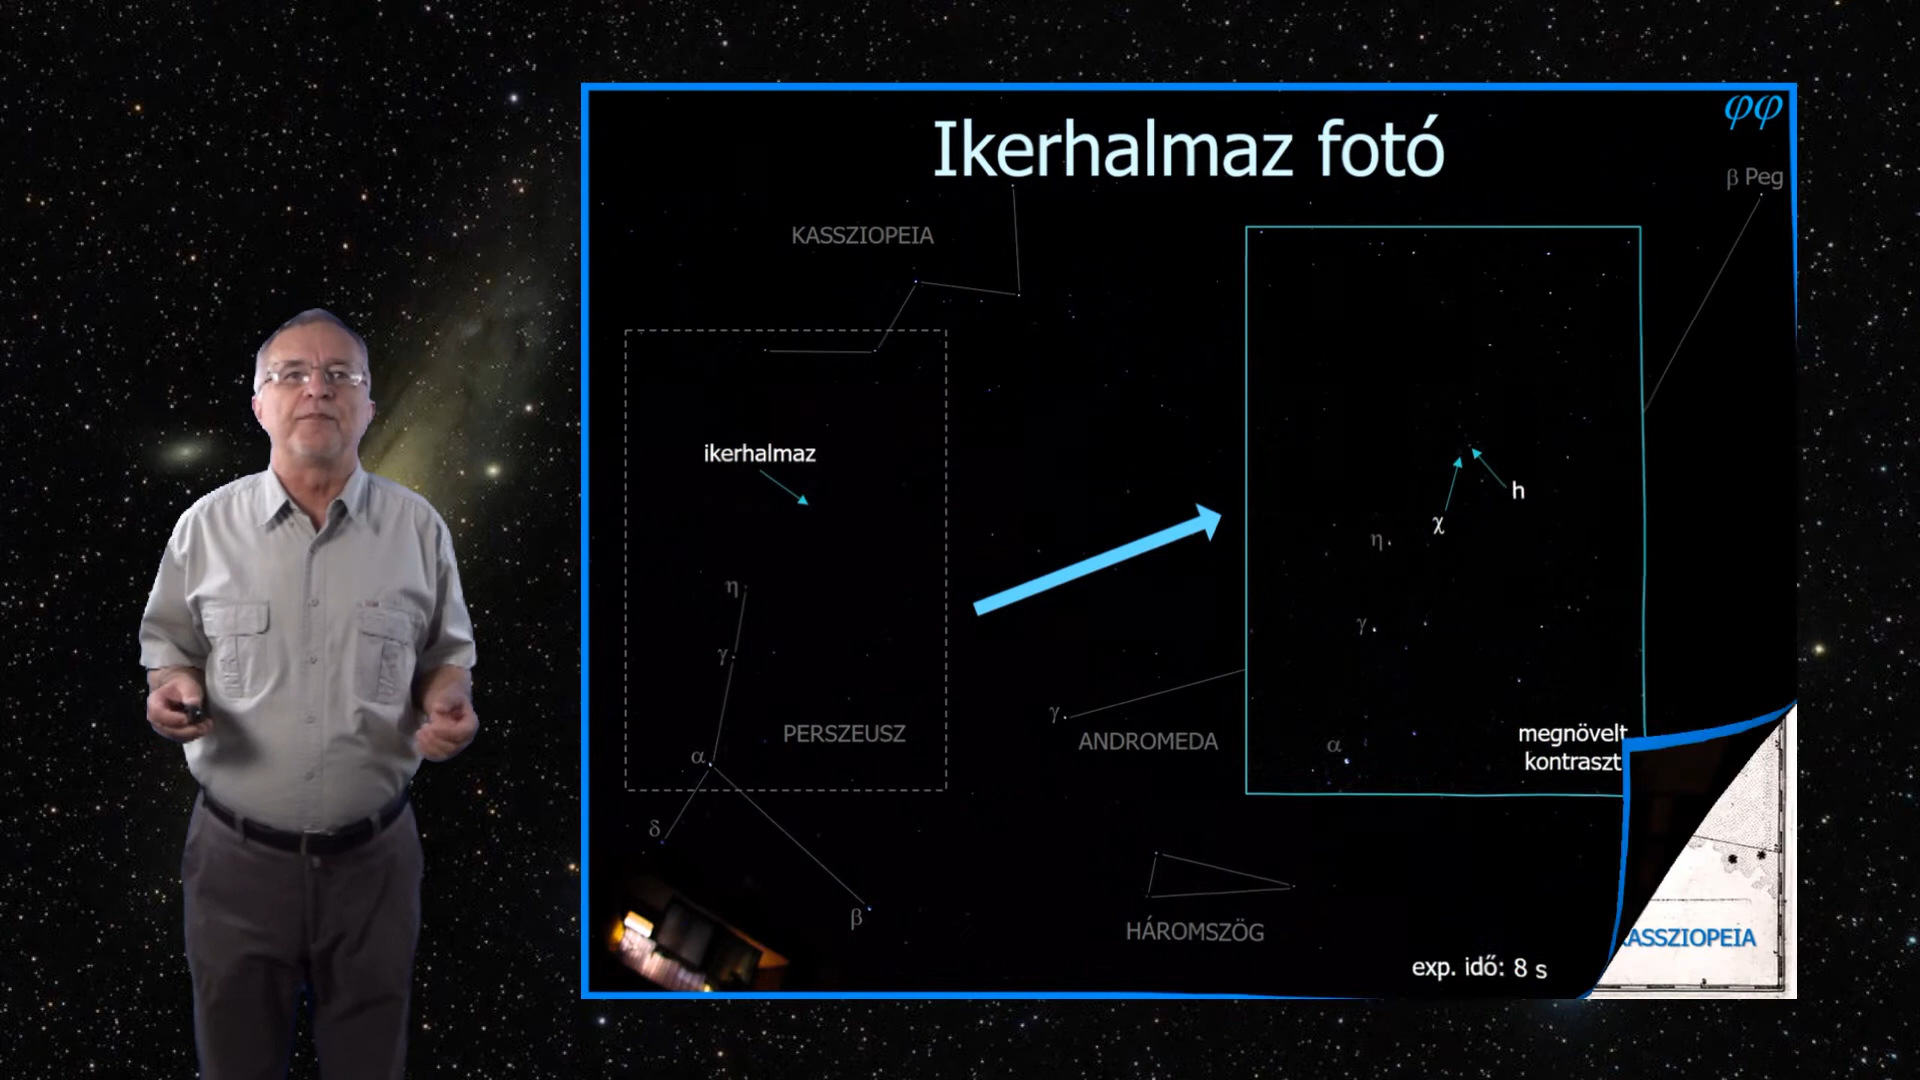 φφ
Ikerhalmaz fotó
β Peg
KASSZIOPEIA
ikerhalmaz
h
χ
η
η
γ
γ
PERSZEUSZ
γ
ANDROMEDA
megnövelt
kontraszt
α
α
δ
β
HÁROMSZÖG
ASSZIOPEIA
exp. idő: 8 s